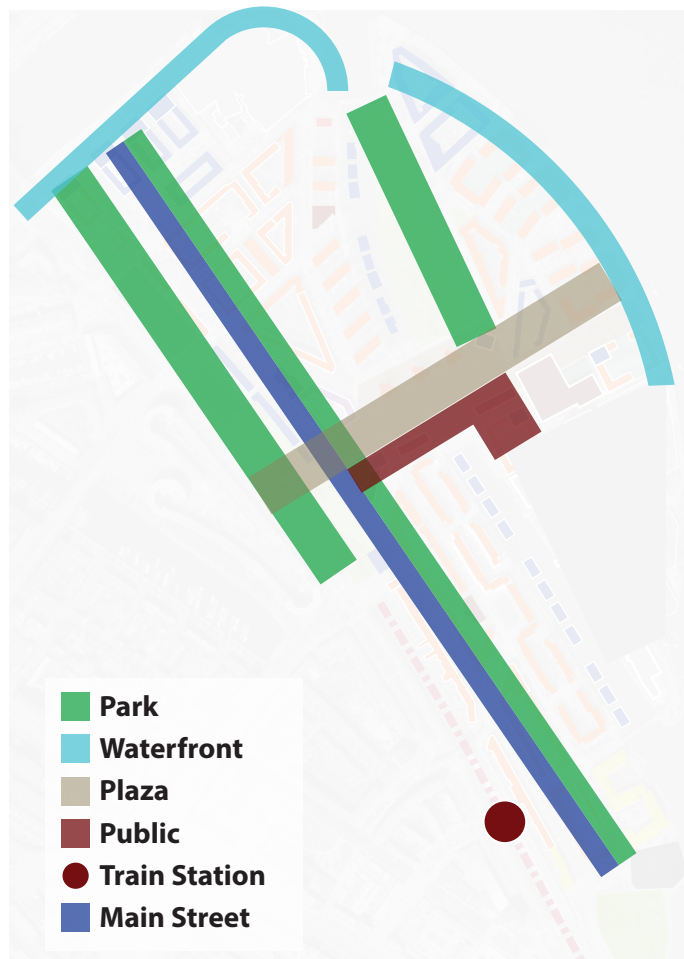 Park
Waterfront
Plaza
Public
Train Station
Main Street